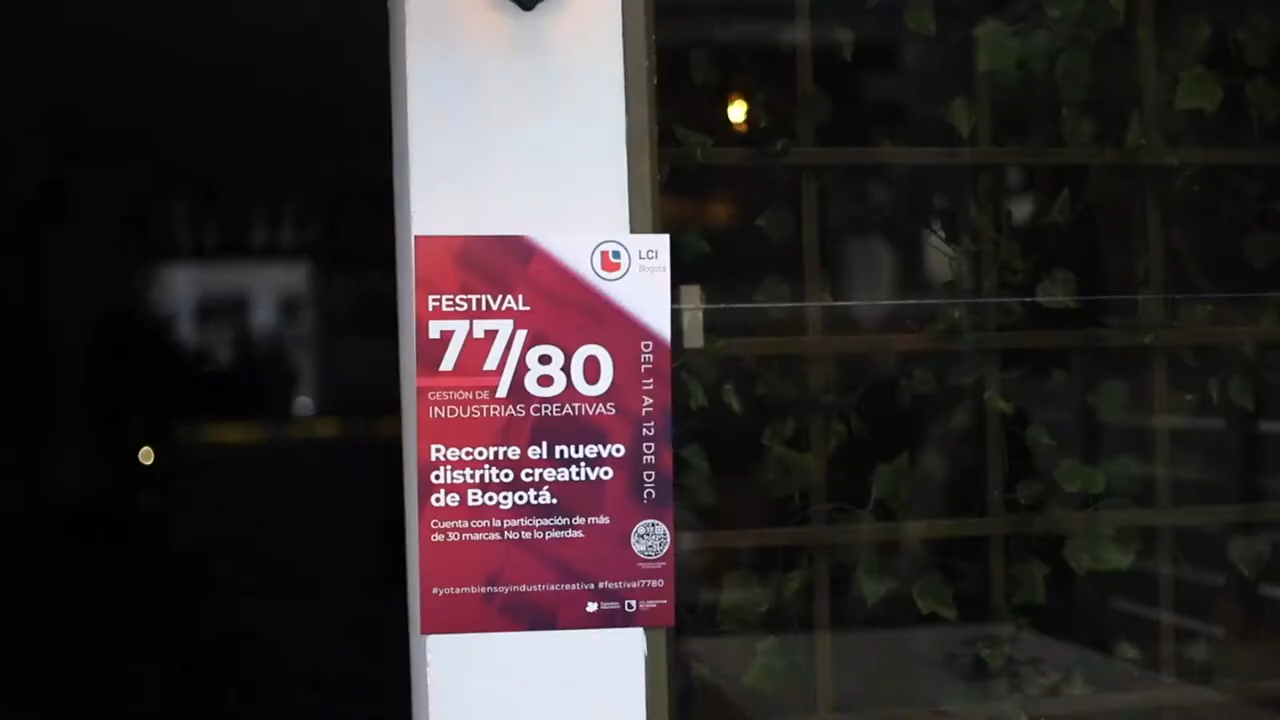 LCI
Bogotá
FESTIVAL
77/80
GESTIÓN DE
INDUSTRIAS CREATIVAS
DEL 11 AL 12 DE DIC.
Recorre el nuevo
distrito creativo
de Bogotá.
Cuenta con la participación de más
de 30 marcas. No te lo pierdas.
#yotambiensoyindustriacreativa #festival7780